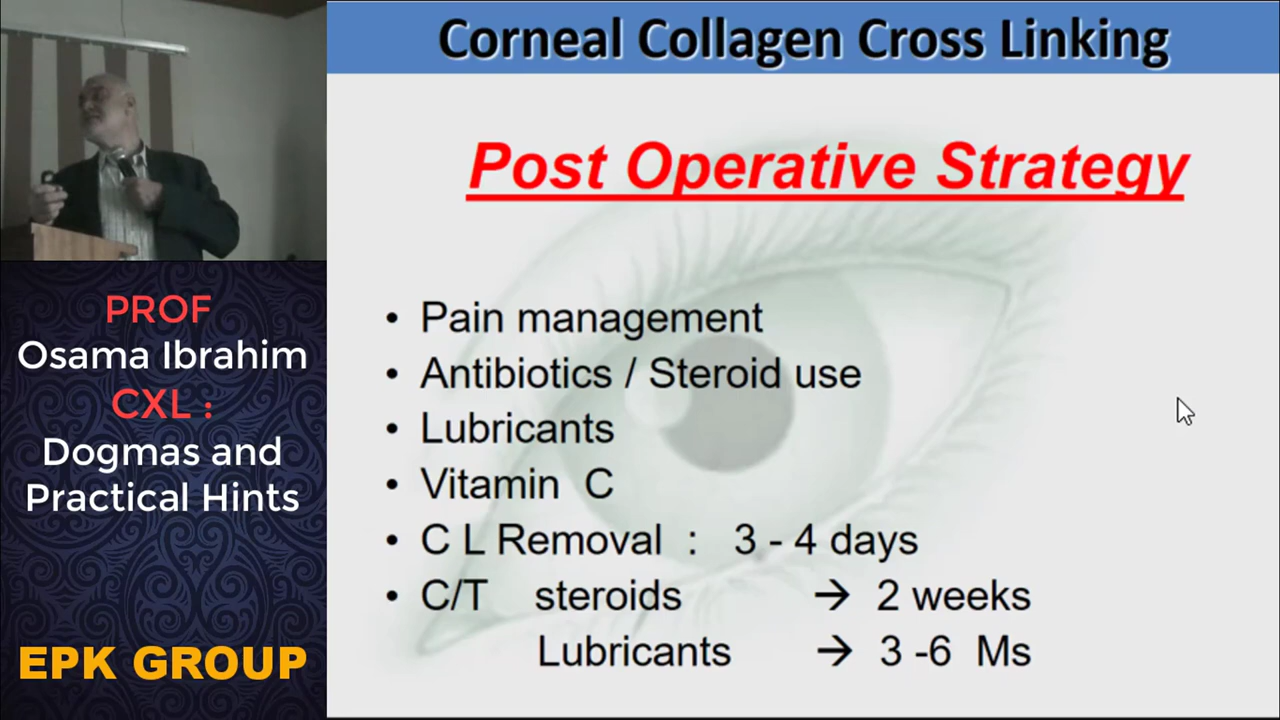 Corneal Collagen Cross Linking
Post Operative Strategy
• Pain management
• Antibiotics / Steroid use
• Lubricants
• Vitamin C
• C L Removal : 3 - 4 days
• C/T steroids → 2 weeks
Lubricants → 3 -6 Ms
PROF
Osama Ibrahim
CXL :
Dogmas and
Practical Hints
EPK GROUP